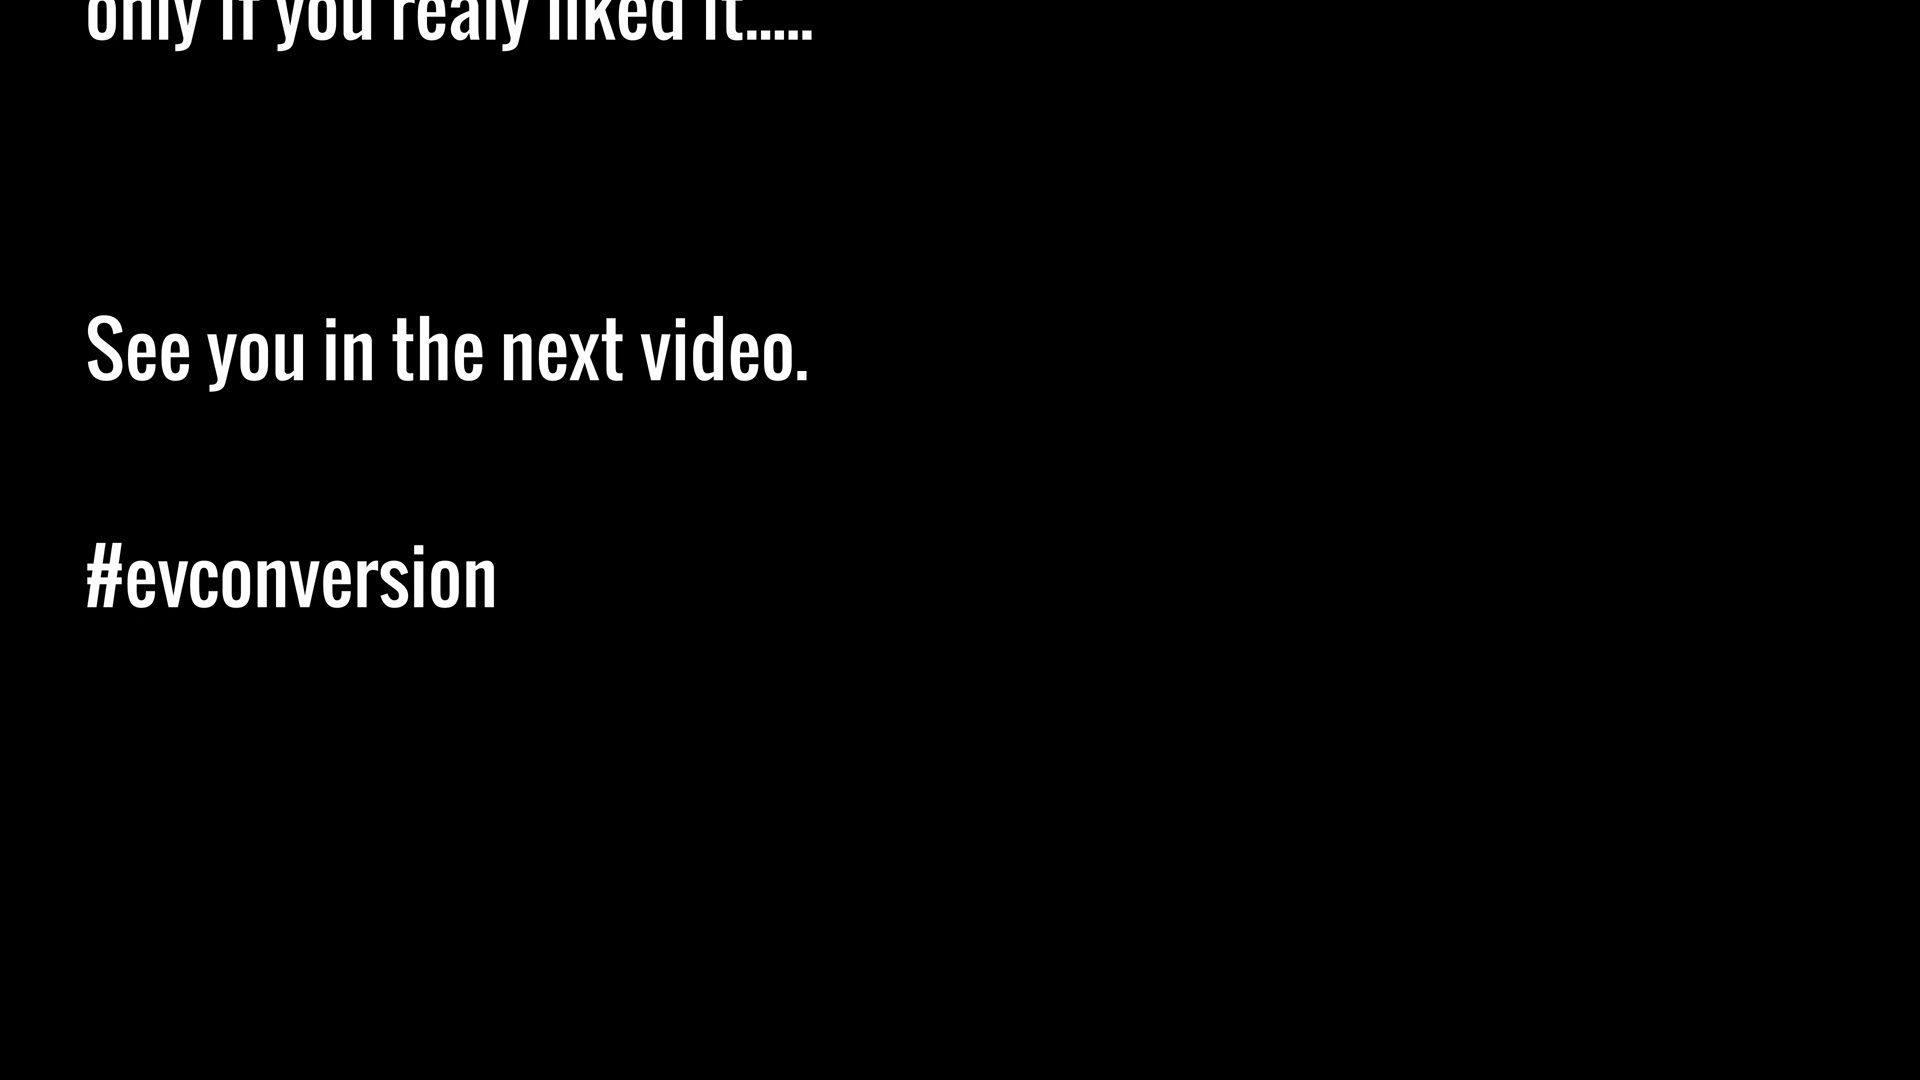 only if you realy liked it.....
See you in the next video.
#evconversion